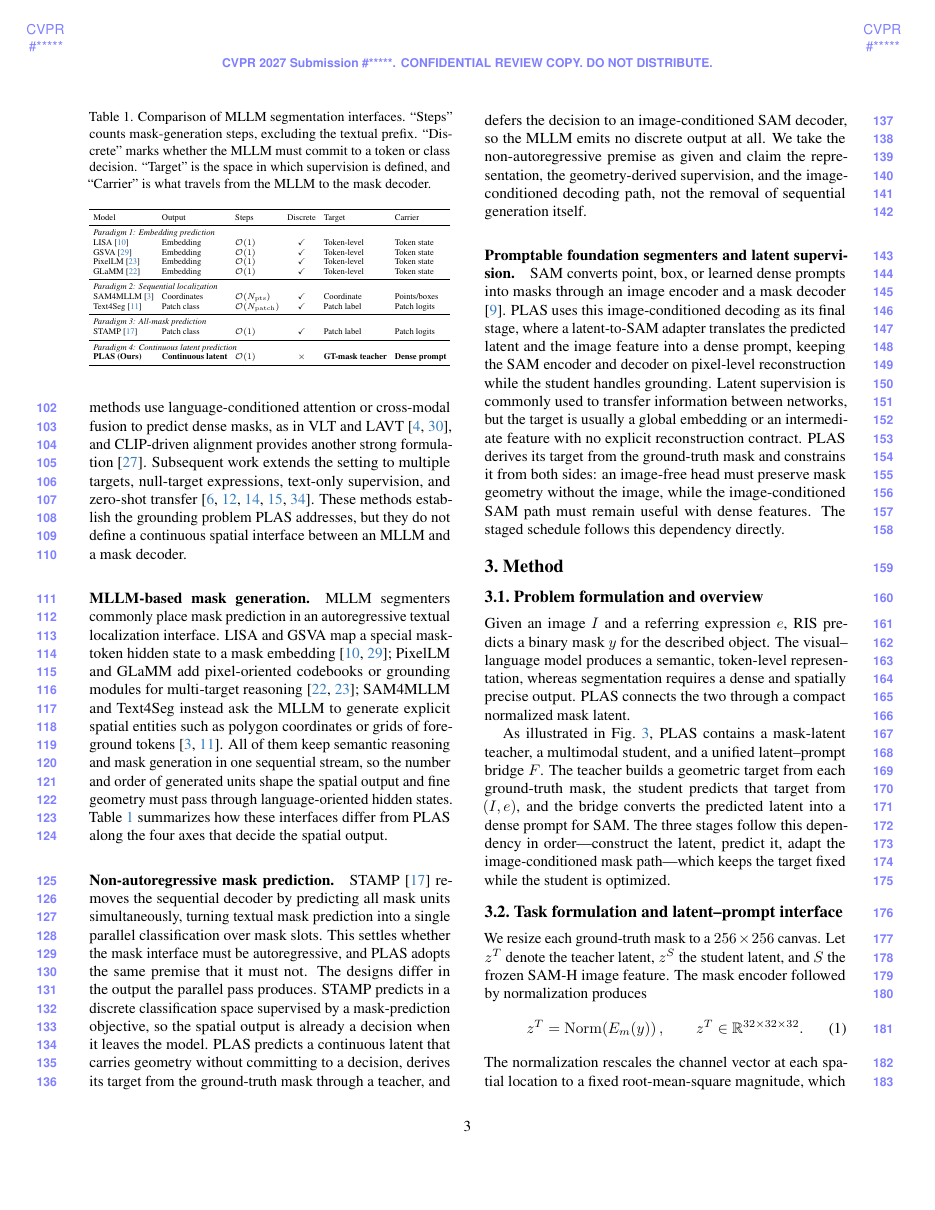 CVPR
#*****
CVPR
#*****
CVPR 2027 Submission #*****. CONFIDENTIAL REVIEW COPY. DO NOT DISTRIBUTE.
Table 1. Comparison of MLLM segmentation interfaces. “Steps”
counts mask-generation steps, excluding the textual prefix. “Dis-
crete” marks whether the MLLM must commit to a token or class
decision. “Target” is the space in which supervision is defined, and
“Carrier” is what travels from the MLLM to the mask decoder.
Model Output Steps Discrete Target Carrier
Paradigm 1: Embedding prediction
LISA [10] Embedding O(1) ✓ Token-level Token state
GSVA [29] Embedding O(1) ✓ Token-level Token state
PixelLM [23] Embedding O(1) ✓ Token-level Token state
GLaMM [22] Embedding O(1) ✓ Token-level Token state
Paradigm 2: Sequential localization
SAM4MLLM [3] Coordinates O(Npts) ✓ Coordinate Points/boxes
Text4Seg [11] Patch class O(Npatch) ✓ Patch label Patch logits
Paradigm 3: All-mask prediction
STAMP [17] Patch class O(1) ✓ Patch label Patch logits
Paradigm 4: Continuous latent prediction
PLAS (Ours) Continuous latent O(1) × GT-mask teacher Dense prompt
102 methods use language-conditioned attention or cross-modal
103 fusion to predict dense masks, as in VLT and LAVT [4, 30],
104 and CLIP-driven alignment provides another strong formula-
105 tion [27]. Subsequent work extends the setting to multiple
106 targets, null-target expressions, text-only supervision, and
107 zero-shot transfer [6, 12, 14, 15, 34]. These methods estab-
108 lish the grounding problem PLAS addresses, but they do not
109 define a continuous spatial interface between an MLLM and
110 a mask decoder.
111 MLLM-based mask generation. MLLM segmenters
112 commonly place mask prediction in an autoregressive textual
113 localization interface. LISA and GSVA map a special mask-
114 token hidden state to a mask embedding [10, 29]; PixelLM
115 and GLaMM add pixel-oriented codebooks or grounding
116 modules for multi-target reasoning [22, 23]; SAM4MLLM
117 and Text4Seg instead ask the MLLM to generate explicit
118 spatial entities such as polygon coordinates or grids of fore-
119 ground tokens [3, 11]. All of them keep semantic reasoning
120 and mask generation in one sequential stream, so the number
121 and order of generated units shape the spatial output and fine
122 geometry must pass through language-oriented hidden states.
123 Table 1 summarizes how these interfaces differ from PLAS
124 along the four axes that decide the spatial output.
125 Non-autoregressive mask prediction. STAMP [17] re-
126 moves the sequential decoder by predicting all mask units
127 simultaneously, turning textual mask prediction into a single
128 parallel classification over mask slots. This settles whether
129 the mask interface must be autoregressive, and PLAS adopts
130 the same premise that it must not. The designs differ in
131 the output the parallel pass produces. STAMP predicts in a
132 discrete classification space supervised by a mask-prediction
133 objective, so the spatial output is already a decision when
134 it leaves the model. PLAS predicts a continuous latent that
135 carries geometry without committing to a decision, derives
136 its target from the ground-truth mask through a teacher, and
defers the decision to an image-conditioned SAM decoder, 137
so the MLLM emits no discrete output at all. We take the 138
non-autoregressive premise as given and claim the repre- 139
sentation, the geometry-derived supervision, and the image- 140
conditioned decoding path, not the removal of sequential 141
generation itself. 142
Promptable foundation segmenters and latent supervi- 143
sion. SAM converts point, box, or learned dense prompts 144
into masks through an image encoder and a mask decoder 145
[9]. PLAS uses this image-conditioned decoding as its final 146
stage, where a latent-to-SAM adapter translates the predicted 147
latent and the image feature into a dense prompt, keeping 148
the SAM encoder and decoder on pixel-level reconstruction 149
while the student handles grounding. Latent supervision is 150
commonly used to transfer information between networks, 151
but the target is usually a global embedding or an intermedi- 152
ate feature with no explicit reconstruction contract. PLAS 153
derives its target from the ground-truth mask and constrains 154
it from both sides: an image-free head must preserve mask 155
geometry without the image, while the image-conditioned 156
SAM path must remain useful with dense features. The 157
staged schedule follows this dependency directly. 158
3. Method 159
3.1. Problem formulation and overview 160
Given an image I and a referring expression e, RIS pre- 161
dicts a binary mask y for the described object. The visual– 162
language model produces a semantic, token-level represen- 163
tation, whereas segmentation requires a dense and spatially 164
precise output. PLAS connects the two through a compact 165
normalized mask latent. 166
As illustrated in Fig. 3, PLAS contains a mask-latent 167
teacher, a multimodal student, and a unified latent–prompt 168
bridge F. The teacher builds a geometric target from each 169
ground-truth mask, the student predicts that target from 170
(I, e), and the bridge converts the predicted latent into a 171
dense prompt for SAM. The three stages follow this depen- 172
dency in order—construct the latent, predict it, adapt the 173
image-conditioned mask path—which keeps the target fixed 174
while the student is optimized. 175
3.2. Task formulation and latent–prompt interface 176
We resize each ground-truth mask to a 256 × 256 canvas. Let 177
z^T denote the teacher latent, z^S the student latent, and S the 178
frozen SAM-H image feature. The mask encoder followed 179
by normalization produces 180
z^T = Norm(E_m(y)), z^T ∈ ℝ^{32×32×32}. (1) 181
The normalization rescales the channel vector at each spa- 182
tial location to a fixed root-mean-square magnitude, which 183
3